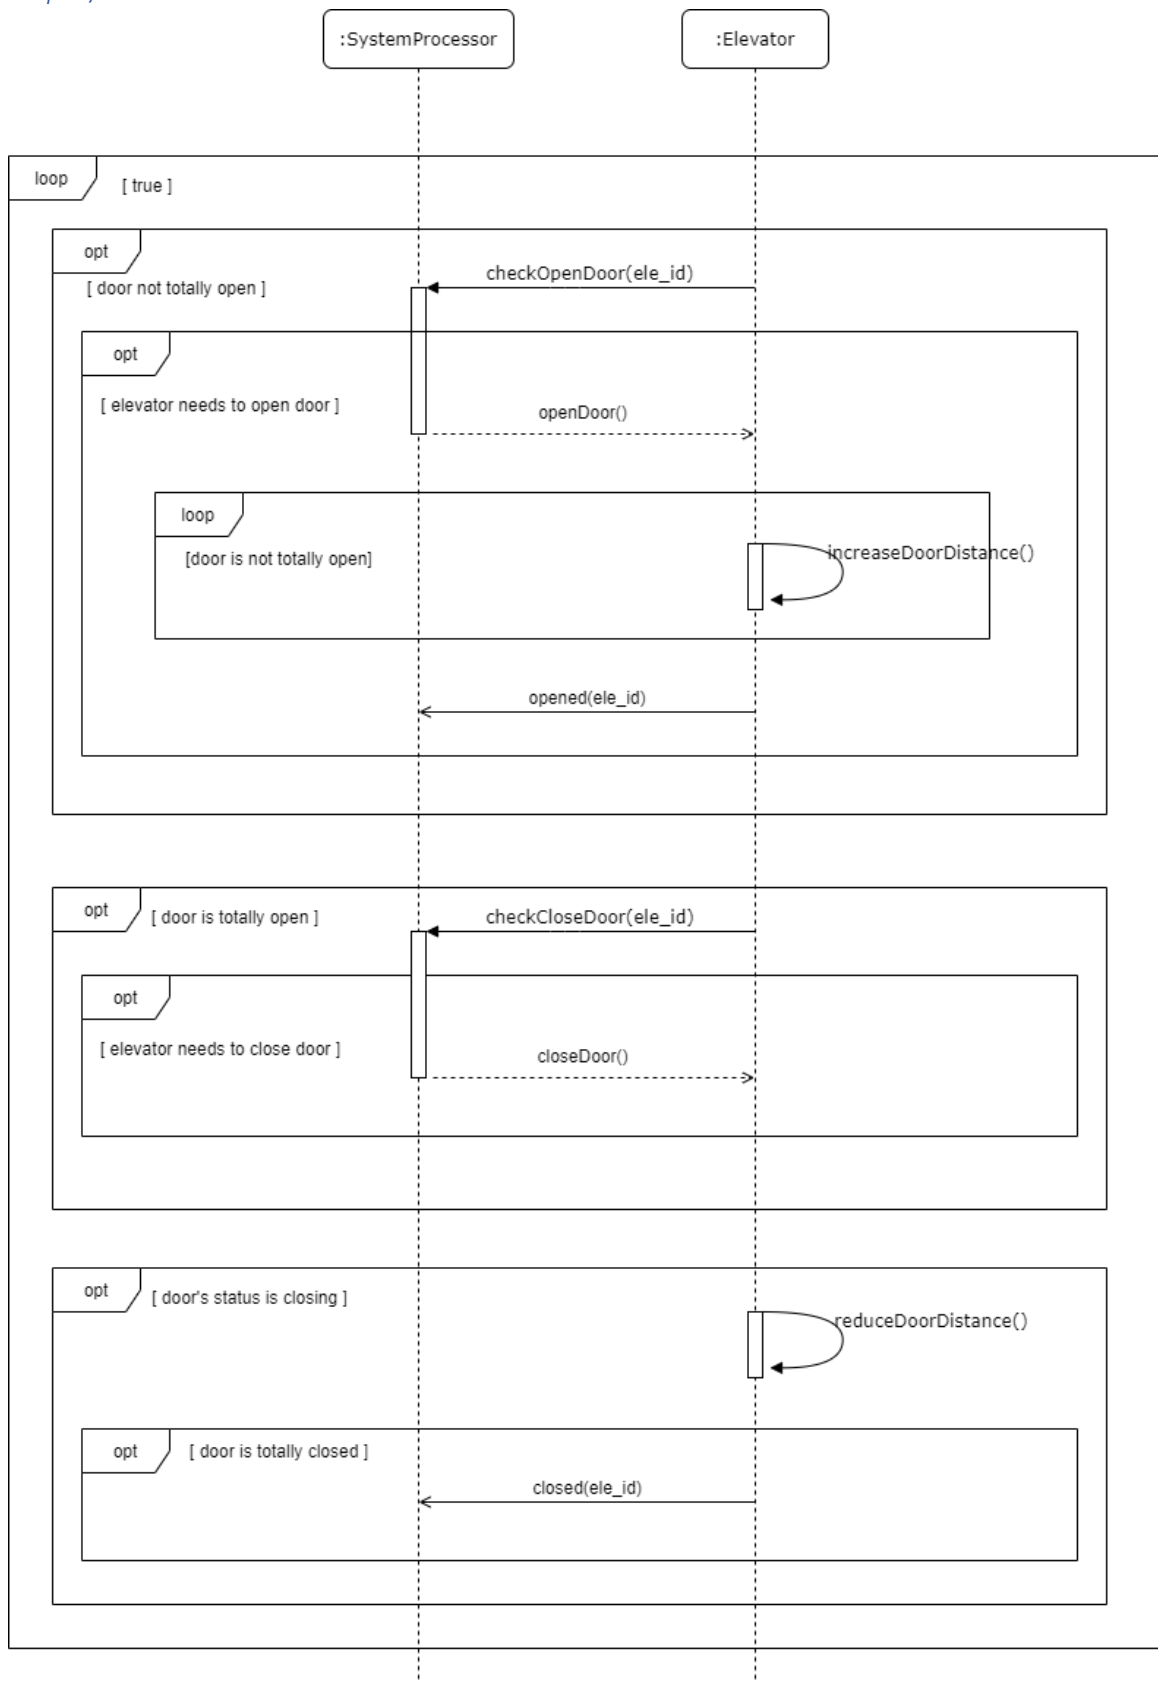 :SystemProcessor
:Elevator
loop
[ true ]
opt
[ door not totally open ]
checkOpenDoor(ele_id)
opt
[ elevator needs to open door ]
openDoor()
loop
[door is not totally open]
increaseDoorDistance()
opened(ele_id)
opt
[ door is totally open ]
checkCloseDoor(ele_id)
opt
[ elevator needs to close door ]
closeDoor()
opt
[ door's status is closing ]
reduceDoorDistance()
opt
[ door is totally closed ]
closed(ele_id)